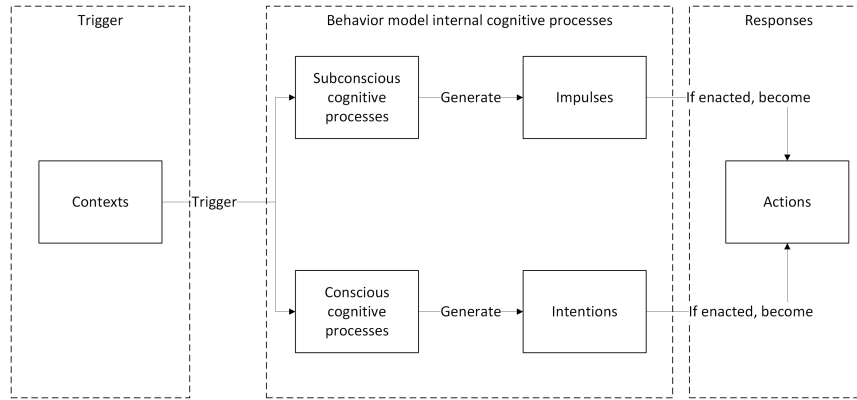 Trigger
Behavior model internal cognitive processes
Responses
Subconscious
cognitive
processes
Generate
Impulses
If enacted, become
Contexts
Trigger
Actions
Conscious
cognitive
processes
Generate
Intentions
If enacted, become